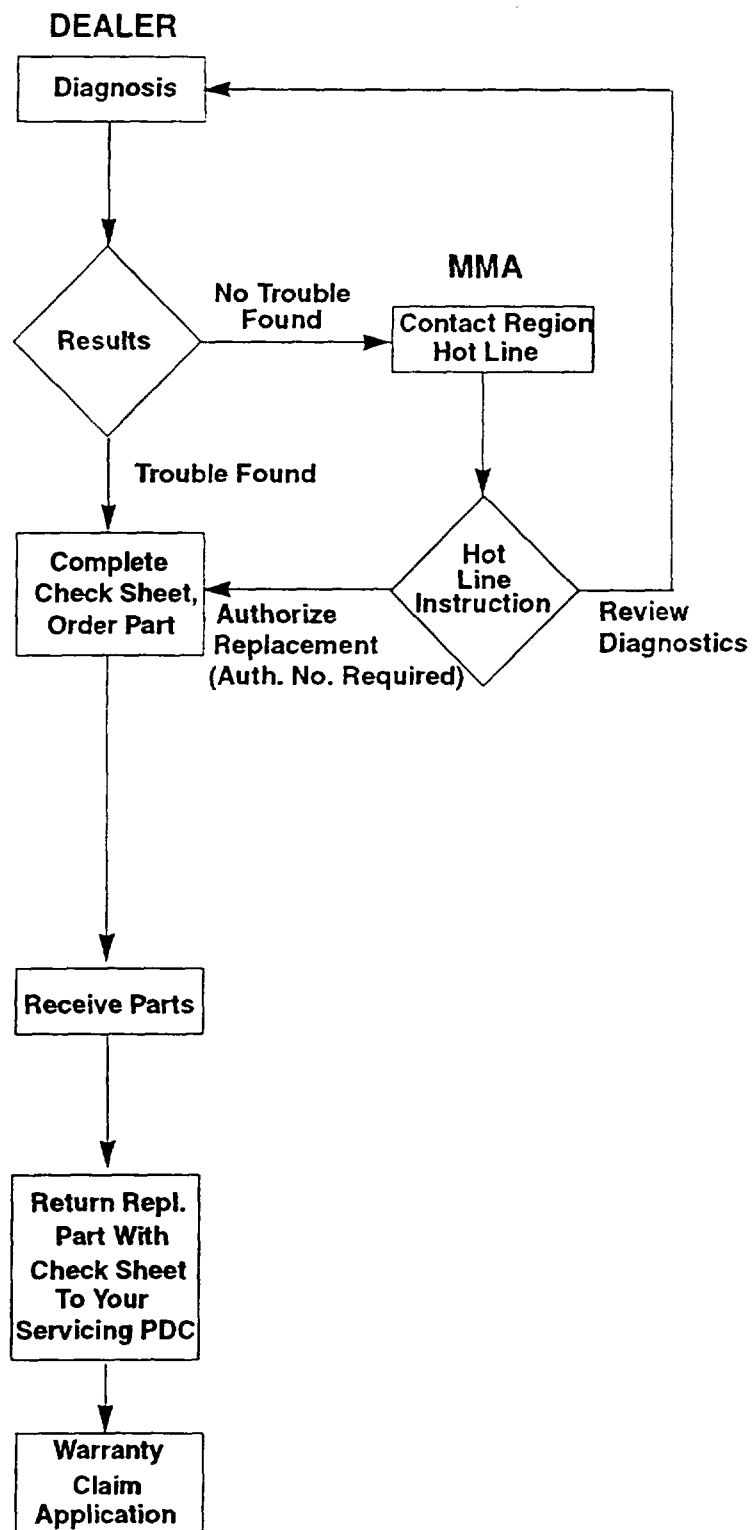 DEALER
Diagnosis
MMA
No Trouble
Found
Results
Contact Region
Hot Line
Trouble Found
Complete
Check Sheet,
Order Part
Hot
Line
Instruction
Authorize
Replacement
(Auth. No. Required)
Review
Diagnostics
Receive Parts
Return Repl.
Part With
Check Sheet
To Your
Servicing PDC
Warranty
Claim
Application